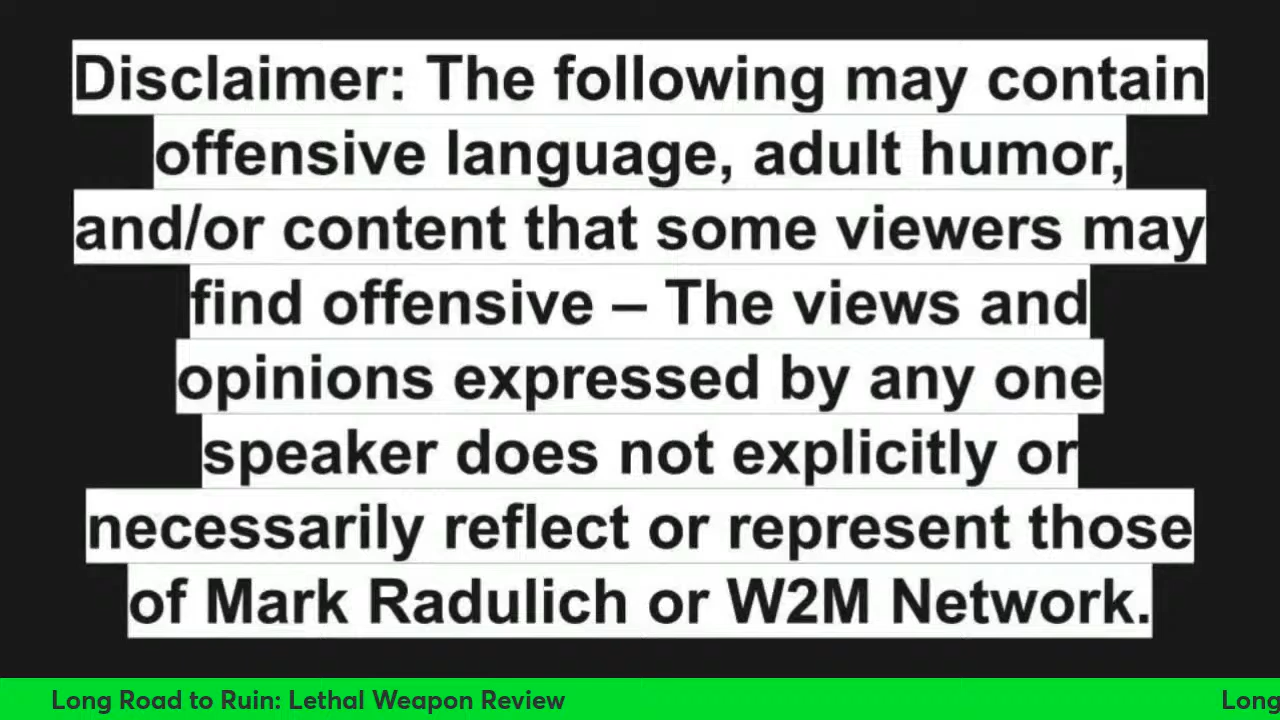 Disclaimer: The following may contain
offensive language, adult humor,
and/or content that some viewers may
find offensive – The views and
opinions expressed by any one
speaker does not explicitly or
necessarily reflect or represent those
of Mark Radulich or W2M Network.
Long Road to Ruin: Lethal Weapon Review Long